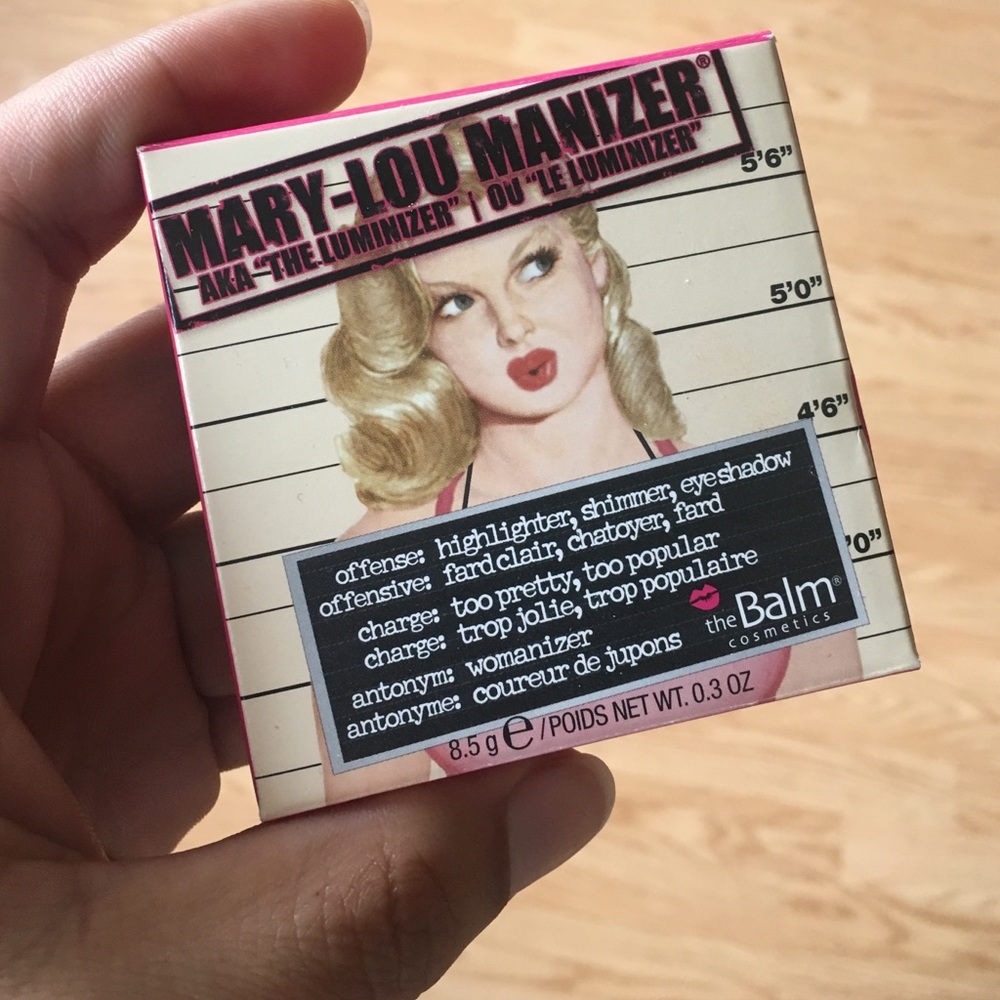 MARY-LOU MANIZER®
AKA "THE LUMINIZER" | OU "LE LUMINIZER"
5'6"
5'0"
4'6"
'0"
offense: highlighter, shimmer, eyeshadow
offensive: fard clair, chatoyer, fard
charge: too pretty, too popular
charge: trop jolie, trop populaire
antonym: womanizer
antonyme: coureur de jupons
theBalm®
cosmetics
8.5 g ℮ / POIDS NET WT. 0.3 OZ